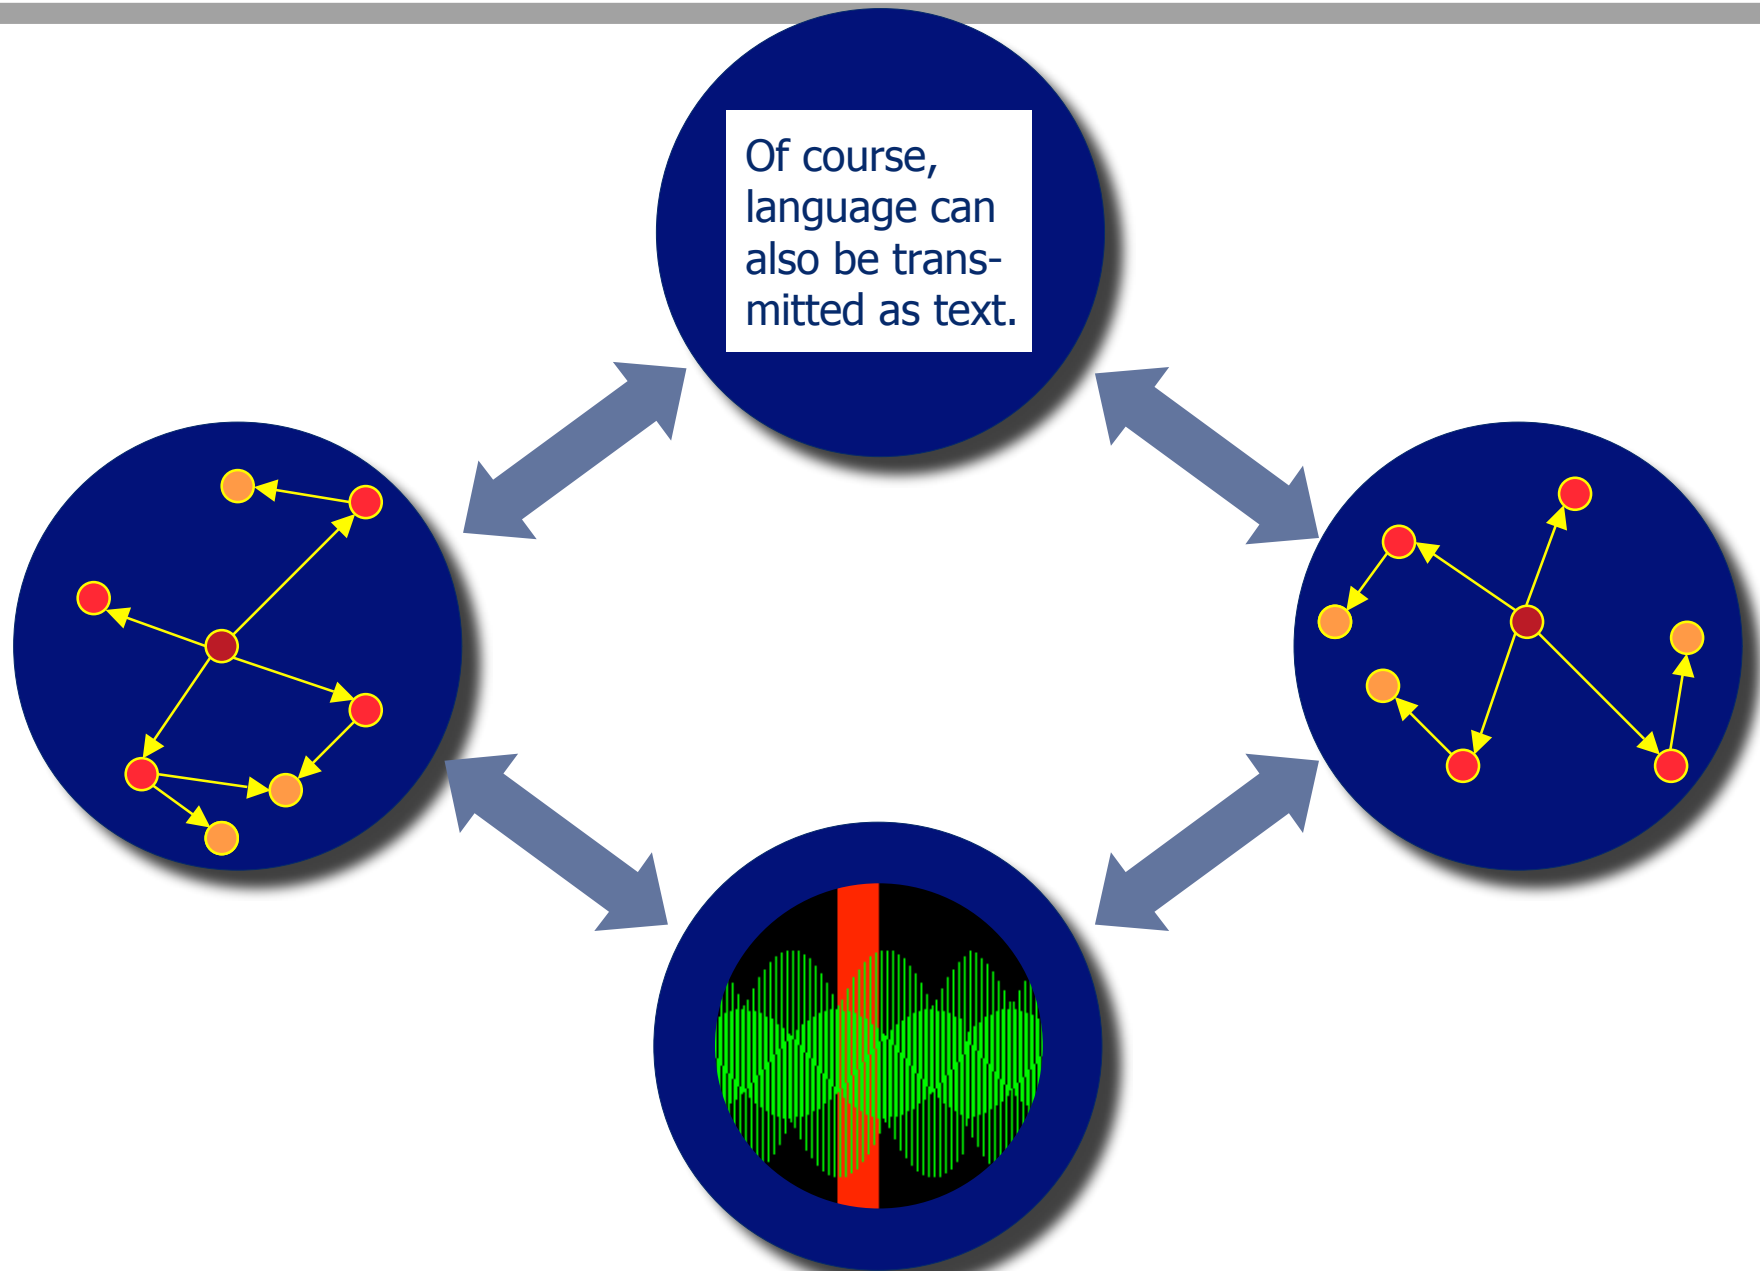 Of course,
language can
also be trans-
mitted as text.